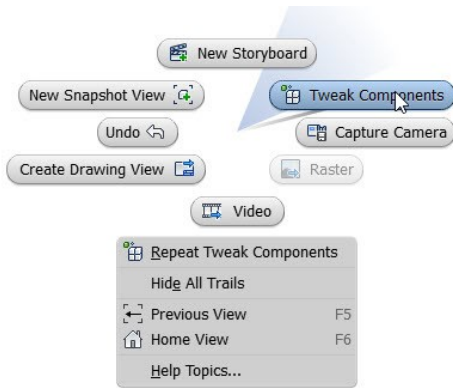 New Storyboard
New Snapshot View
Tweak Components
Undo
Capture Camera
Create Drawing View
Raster
Video
Repeat Tweak Components
Hide All Trails
Previous View F5
Home View F6
Help Topics...